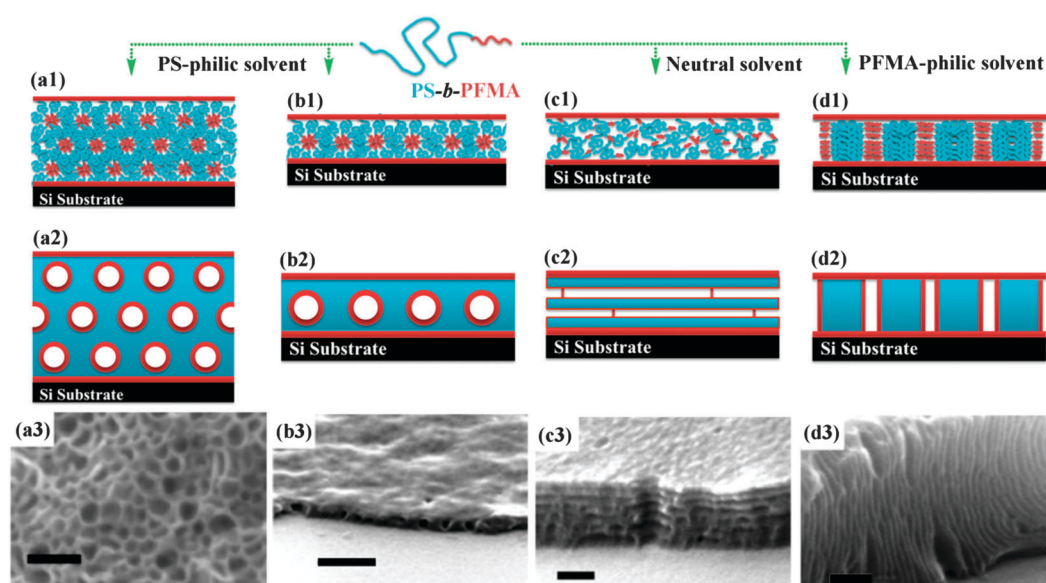 PS-philic solvent
PS-b-PFMA
Neutral solvent
PFMA-philic solvent
(a1)
(b1)
(c1)
(d1)
Si Substrate
Si Substrate
Si Substrate
Si Substrate
(a2)
(b2)
(c2)
(d2)
Si Substrate
Si Substrate
Si Substrate
Si Substrate
(a3)
(b3)
(c3)
(d3)